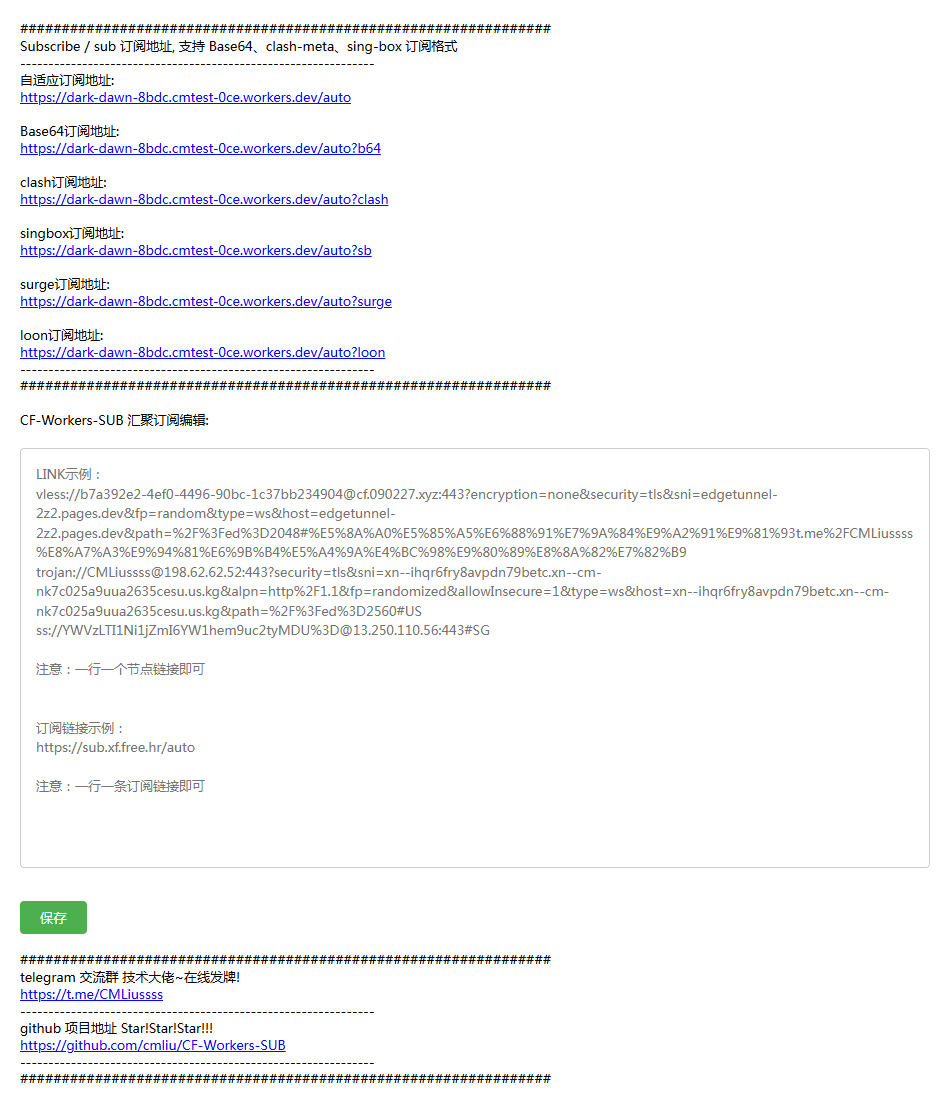 ################################################################
Subscribe / sub 订阅地址, 支持 Base64、clash-meta、sing-box 订阅格式
---------------------------------------------------------------
自适应订阅地址:
https://dark-dawn-8bdc.cmtest-0ce.workers.dev/auto
Base64订阅地址:
https://dark-dawn-8bdc.cmtest-0ce.workers.dev/auto?b64
clash订阅地址:
https://dark-dawn-8bdc.cmtest-0ce.workers.dev/auto?clash
singbox订阅地址:
https://dark-dawn-8bdc.cmtest-0ce.workers.dev/auto?sb
surge订阅地址:
https://dark-dawn-8bdc.cmtest-0ce.workers.dev/auto?surge
loon订阅地址:
https://dark-dawn-8bdc.cmtest-0ce.workers.dev/auto?loon
---------------------------------------------------------------
################################################################
CF-Workers-SUB 汇聚订阅编辑:
LINK示例：
vless://b7a392e2-4ef0-4496-90bc-1c37bb234904@cf.090227.xyz:443?encryption=none&security=tls&sni=edgetunnel-
2z2.pages.dev&fp=random&type=ws&host=edgetunnel-
2z2.pages.dev&path=%2F%3Fed%3D2048#%E5%8A%A0%E5%85%A5%E6%88%91%E7%9A%84%E9%A2%91%E9%81%93t.me%2FCMLiussss
%E8%A7%A3%E9%94%81%E6%9B%B4%E5%A4%9A%E4%BC%98%E9%80%89%E8%8A%82%E7%82%B9
trojan://CMLiussss@198.62.62.52:443?security=tls&sni=xn--ihqr6fry8avpdn79betc.xn--cm-
nk7c025a9uua2635cesu.us.kg&alpn=http%2F1.1&fp=randomized&allowInsecure=1&type=ws&host=xn--ihqr6fry8avpdn79betc.xn--cm-
nk7c025a9uua2635cesu.us.kg&path=%2F%3Fed%3D2560#US
ss://YWVzLTI1Ni1jZmI6YW1hem9uc2tyMDU%3D@13.250.110.56:443#SG
注意：一行一个节点链接即可
订阅链接示例：
https://sub.xf.free.hr/auto
注意：一行一条订阅链接即可
保存
################################################################
telegram 交流群 技术大佬~在线发牌!
https://t.me/CMLiussss
---------------------------------------------------------------
github 项目地址 Star!Star!Star!!!
https://github.com/cmliu/CF-Workers-SUB
---------------------------------------------------------------
################################################################